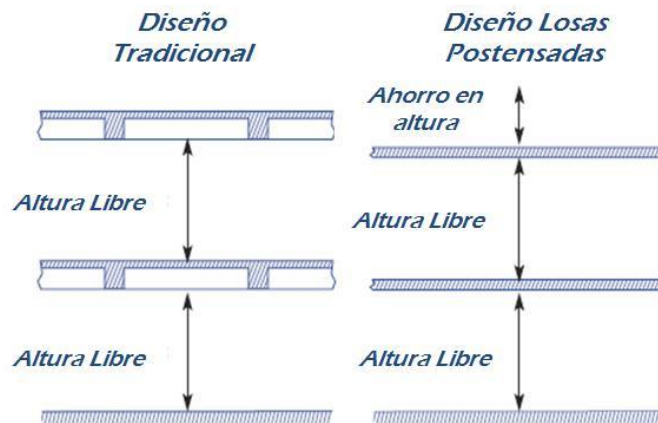 Diseño
Tradicional
Altura Libre
Altura Libre
Diseño Losas
Postensadas
Ahorro en
altura
Altura Libre
Altura Libre